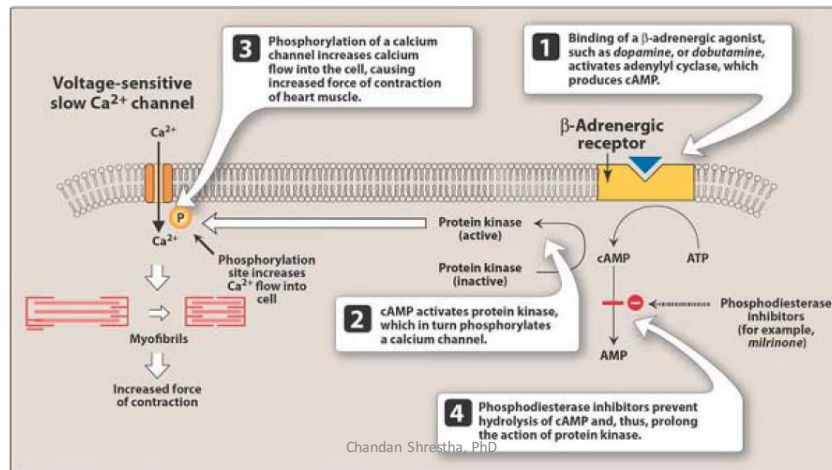 3
Phosphorylation of a calcium
channel increases calcium
flow into the cell, causing
increased force of contraction
of heart muscle.
1
Binding of a β-adrenergic agonist,
such as dopamine, or dobutamine,
activates adenylyl cyclase, which
produces cAMP.
Voltage-sensitive
slow Ca²⁺ channel
Ca²⁺
β-Adrenergic
receptor
P
Ca²⁺
Phosphorylation
site increases
Ca²⁺ flow into
cell
Protein kinase
(active)
Protein kinase
(inactive)
cAMP
ATP
2
cAMP activates protein kinase,
which in turn phosphorylates
a calcium channel.
Phosphodiesterase
inhibitors
(for example,
milrinone)
AMP
Myofibrils
Increased force
of contraction
4
Phosphodiesterase inhibitors prevent
hydrolysis of cAMP and, thus, prolong
the action of protein kinase.
Chandan Shrestha, PhD